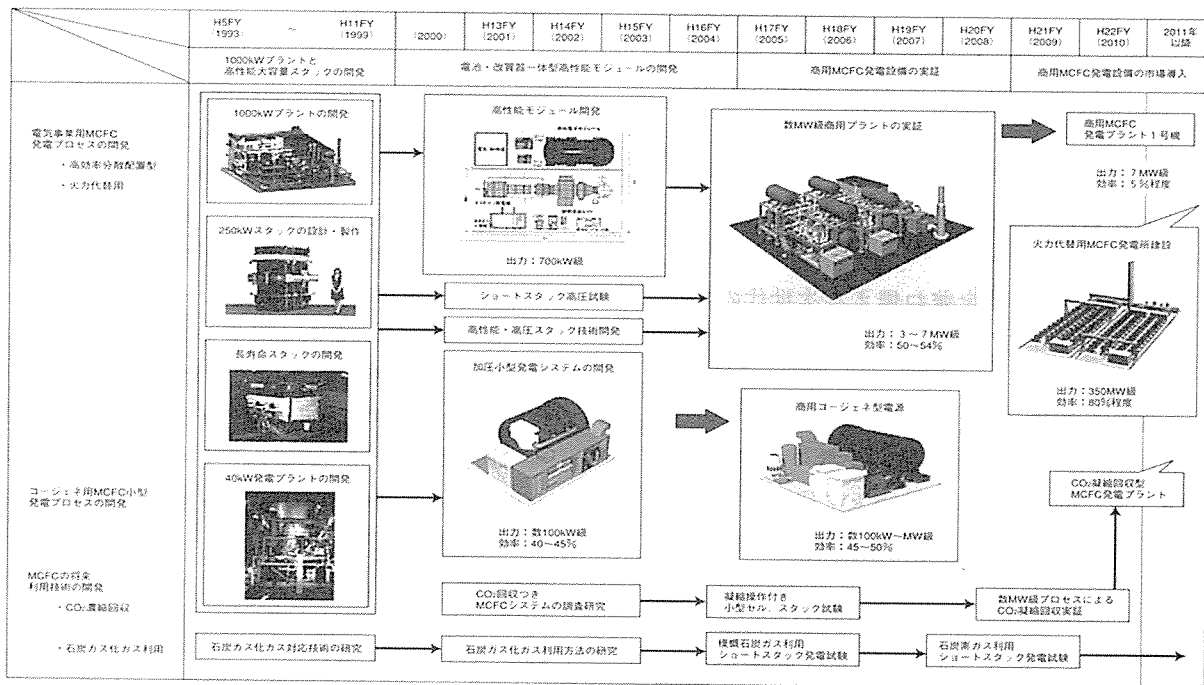 H5FY ～ H11FY H13FY H14FY H15FY H16FY H17FY H18FY H19FY H20FY H21FY H22FY 2011年
(1993) (1999) (2000) (2001) (2002) (2003) (2004) (2005) (2006) (2007) (2008) (2009) (2010) 以降
1000kWプラントと
高性能大容量スタックの開発
電池・改質器一体型高性能モジュールの開発
商用MCFC発電設備の実証
商用MCFC発電設備の市場導入
電気事業用MCFC
発電プロセスの開発
・高効率分散配置型
・火力代替用
1000kWプラントの開発
250kWスタックの設計・製作
長寿命スタックの開発
40kW発電プラントの開発
高性能モジュール開発
出力：700kW級
ショートスタック高圧試験
高性能・高圧スタック技術開発
加圧小型発電システムの開発
出力：数100kW級
効率：40～45%
数MW級商用プラントの実証
出力：3～7MW級
効率：50～54%
商用コージェネ型電源
出力：数100kW～MW級
効率：45～50%
商用MCFC
発電プラント1号機
出力：7MW級
効率：5%程度
火力代替用MCFC発電所建設
出力：350MW級
効率：80%程度
コージェネ用MCFC小型
発電プロセスの開発
CO₂凝縮回収型
MCFC発電プラント
MCFCの将来
利用技術の開発
・CO₂濃縮回収
CO₂回収つき
MCFCシステムの調査研究
凝縮操作付き
小型セル、スタック試験
数MW級プロセスによる
CO₂凝縮回収実証
・石炭ガス化ガス利用
石炭ガス化ガス対応技術の研究
石炭ガス化ガス利用方法の研究
模擬石炭ガス利用
ショートスタック発電試験
石炭実ガス利用
ショートスタック発電試験